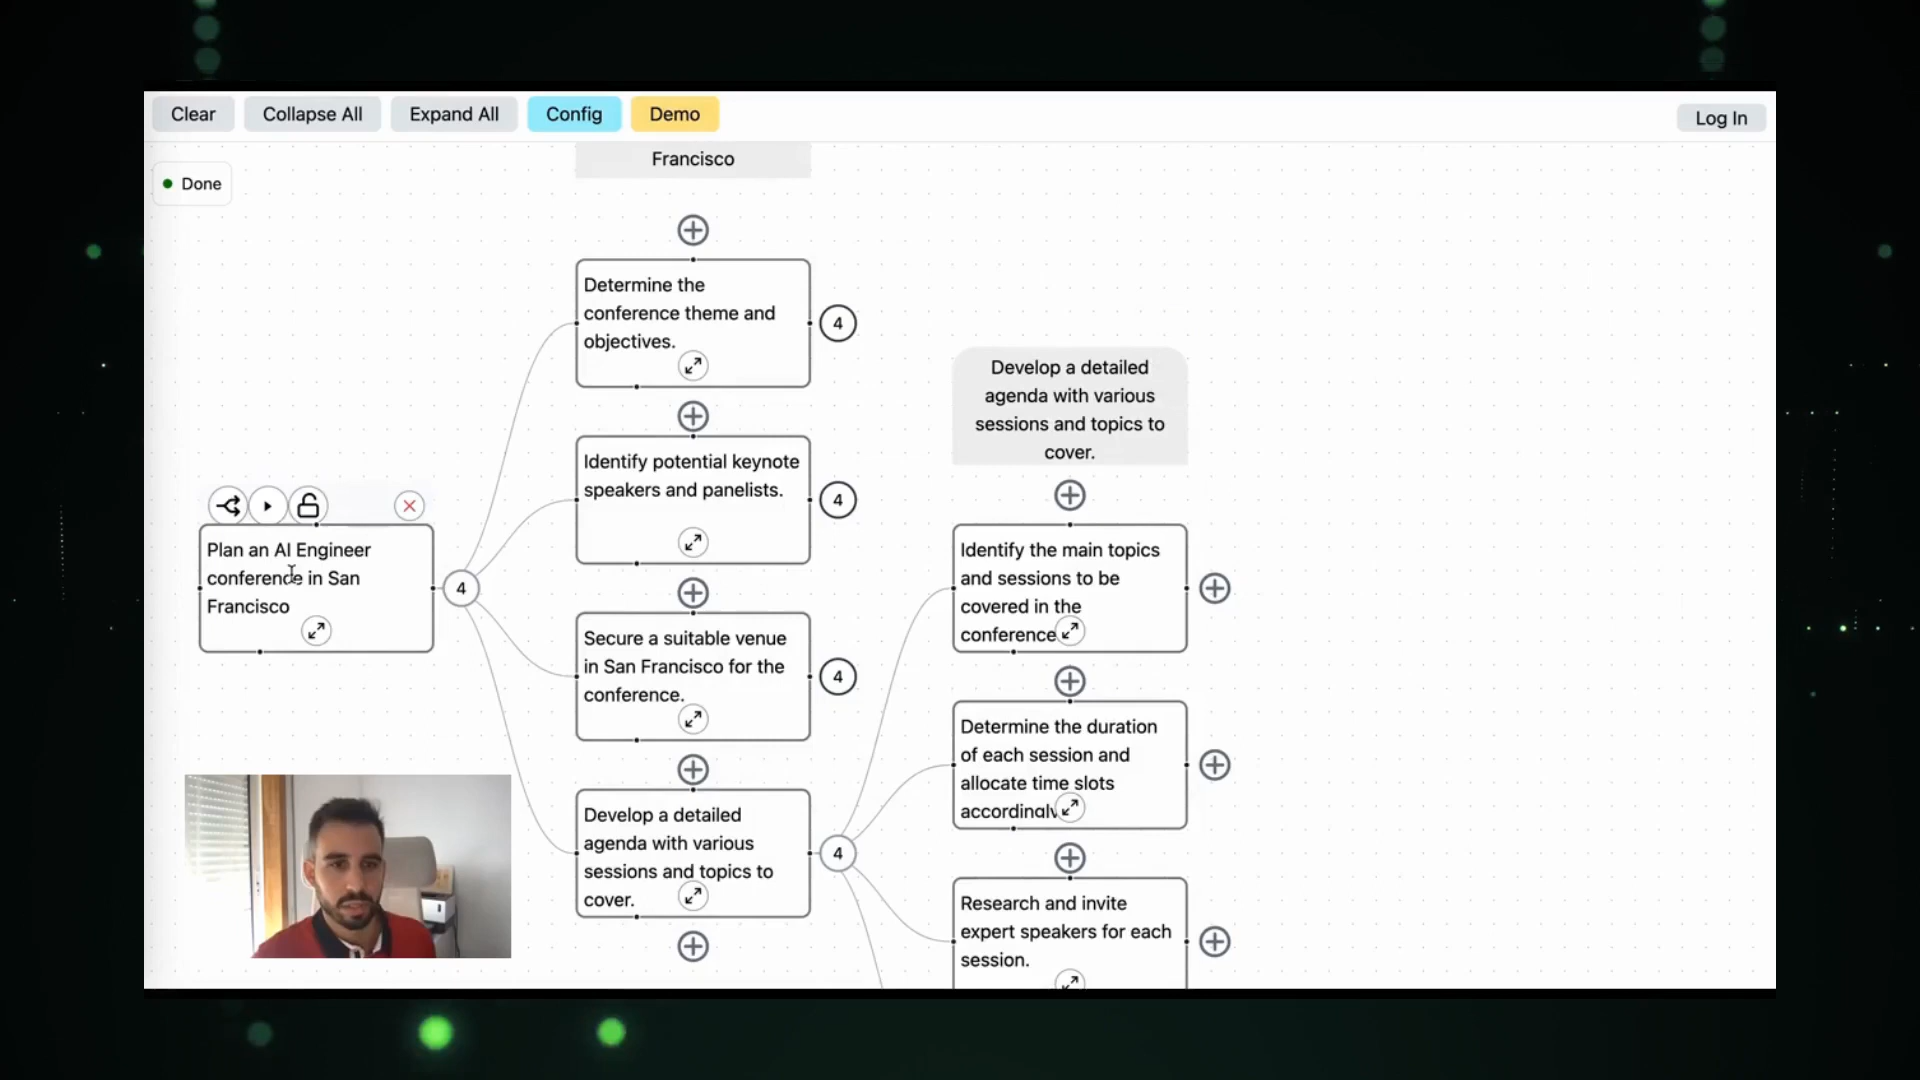 Clear
Collapse All
Expand All
Config
Demo
Log In
Done
Francisco
Determine the
conference theme and
objectives.
4
Identify potential keynote
speakers and panelists.
4
Plan an AI Engineer
conference in San
Francisco
4
Secure a suitable venue
in San Francisco for the
conference.
4
Develop a detailed
agenda with various
sessions and topics to
cover.
4
Develop a detailed
agenda with various
sessions and topics to
cover.
Identify the main topics
and sessions to be
covered in the
conference
Determine the duration
of each session and
allocate time slots
accordingly
Research and invite
expert speakers for each
session.